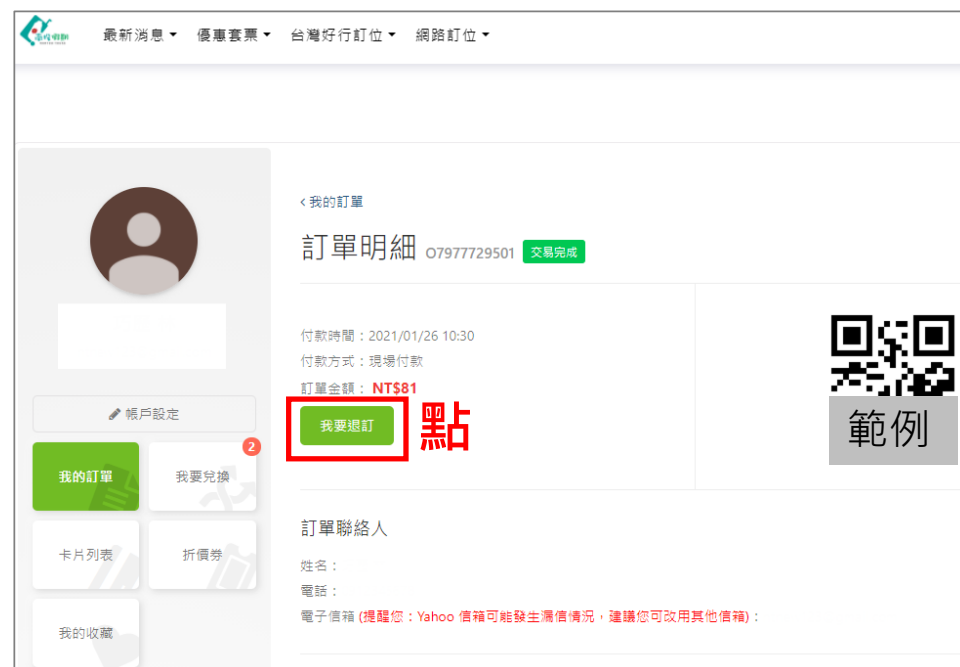 最新消息 優惠套票 台灣好行訂位 網路訂位
<我的訂單
訂單明細 O7977729501 交易完成
付款時間：2021/01/26 10:30
付款方式：現場付款
訂單金額： NT$81
我要退訂 點
範例
帳戶設定
2
我的訂單 我要兌換
卡片列表 折價券
我的收藏
訂單聯絡人
姓名：
電話：
電子信箱 (提醒您：Yahoo 信箱可能發生漏信情況，建議您可改用其他信箱)：